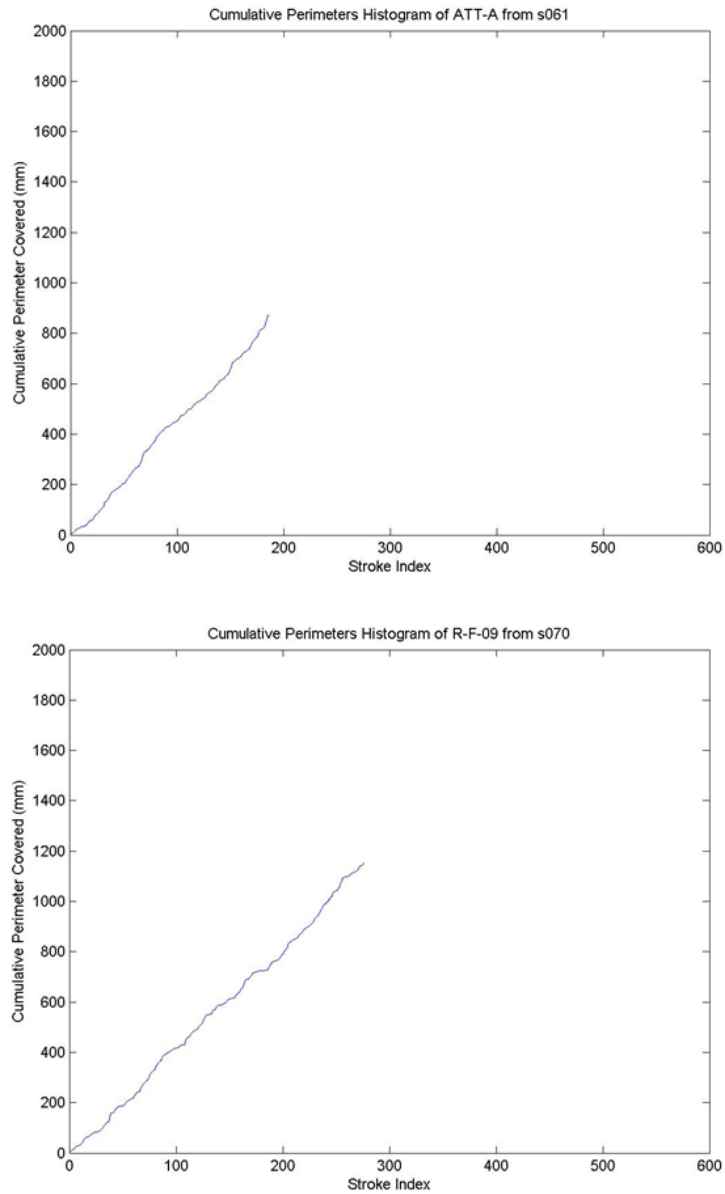 Cumulative Perimeters Histogram of ATT-A from s061
2000
1800
1600
1400
1200
1000
800
600
400
200
0
Cumulative Perimeter Covered (mm)
0 100 200 300 400 500 600
Stroke Index
Cumulative Perimeters Histogram of R-F-09 from s070
2000
1800
1600
1400
1200
1000
800
600
400
200
0
Cumulative Perimeter Covered (mm)
0 100 200 300 400 500 600
Stroke Index